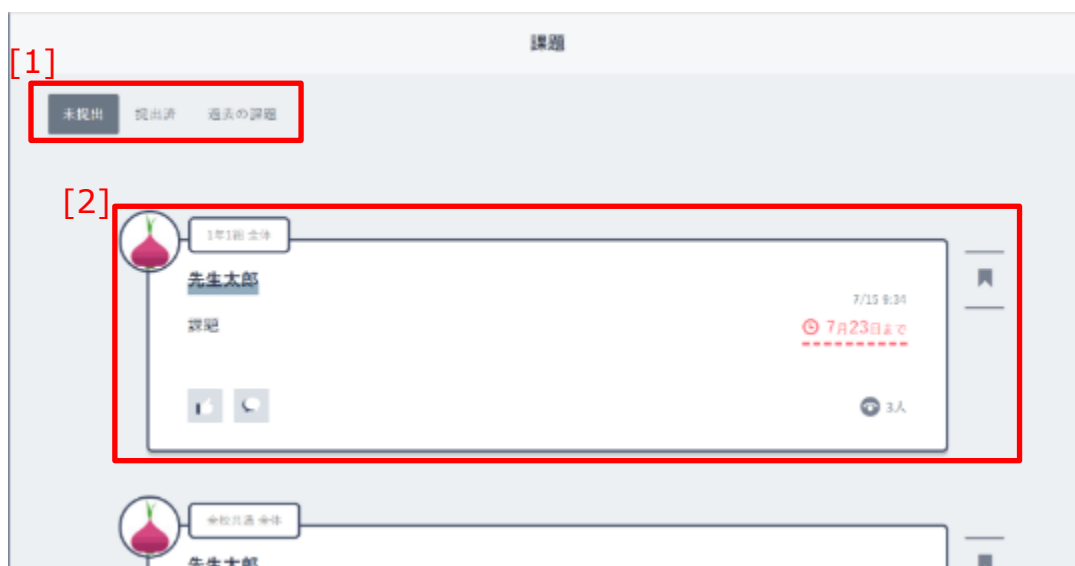 課題
[1]
未提出 提出済 過去の課題
[2]
1年1組 全体
先生太郎
7/15 9:34
課題
7月23日まで
3人
全校共通 全体
先生太郎